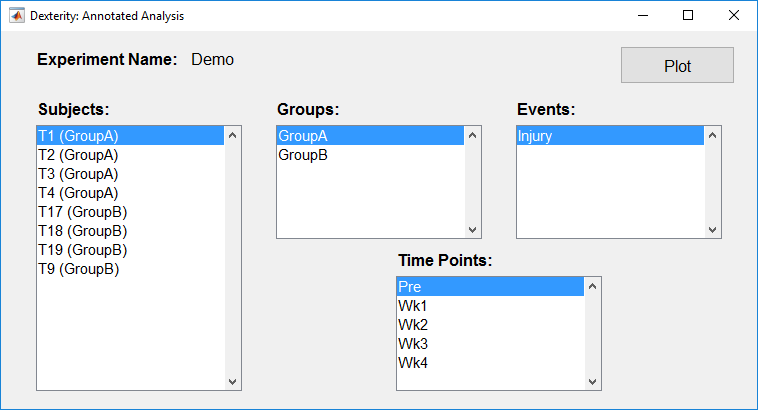 Dexterity: Annotated Analysis
Experiment Name: Demo
Plot
Subjects:
T1 (GroupA)
T2 (GroupA)
T3 (GroupA)
T4 (GroupA)
T17 (GroupB)
T18 (GroupB)
T19 (GroupB)
T9 (GroupB)
Groups:
GroupA
GroupB
Events:
Injury
Time Points:
Pre
Wk1
Wk2
Wk3
Wk4